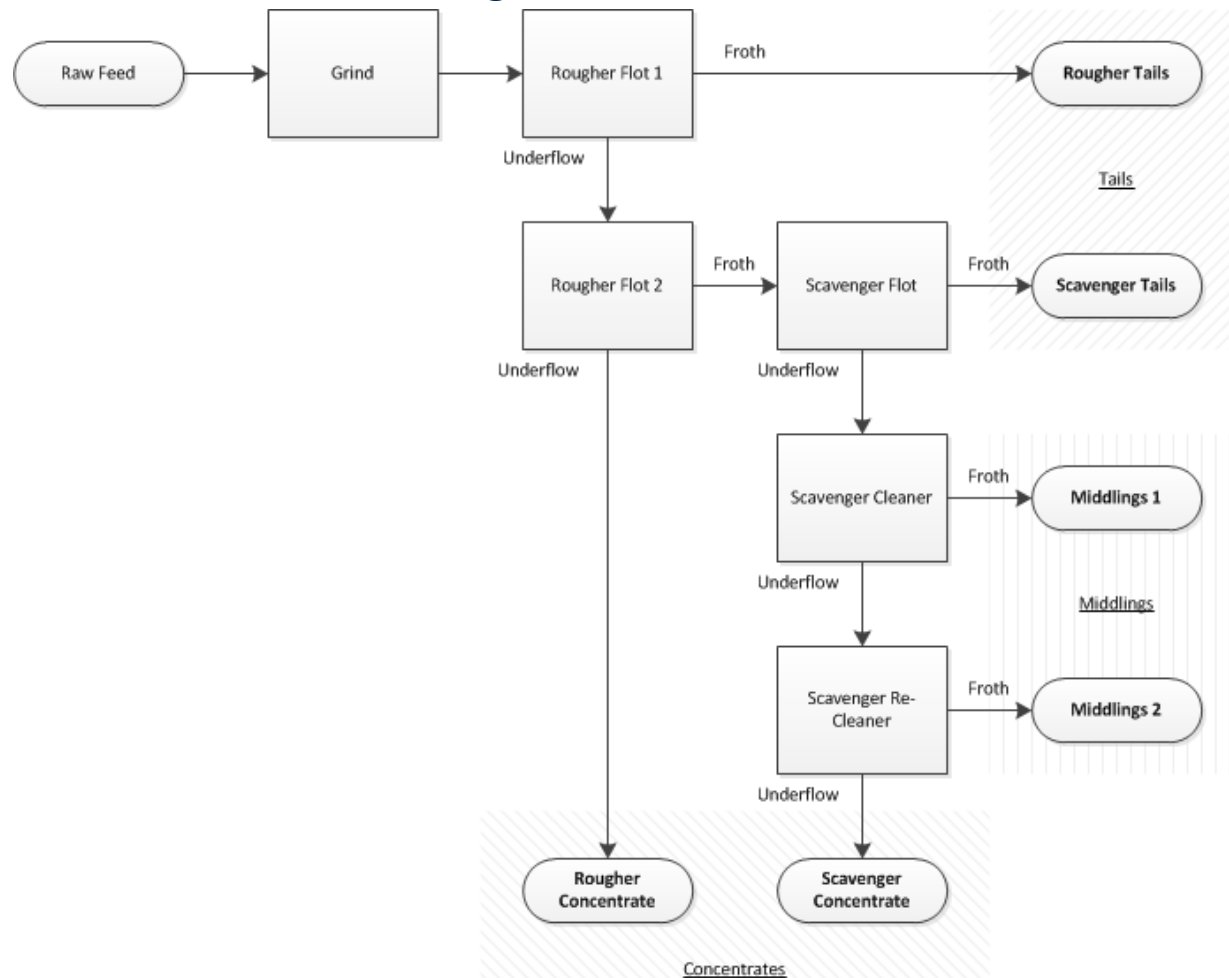 Raw Feed
Grind
Rougher Flot 1
Froth
Rougher Tails
Underflow
Tails
Rougher Flot 2
Froth
Scavenger Flot
Froth
Scavenger Tails
Underflow
Underflow
Scavenger Cleaner
Froth
Middlings 1
Underflow
Middlings
Scavenger Re-
Cleaner
Froth
Middlings 2
Underflow
Rougher
Concentrate
Scavenger
Concentrate
Concentrates